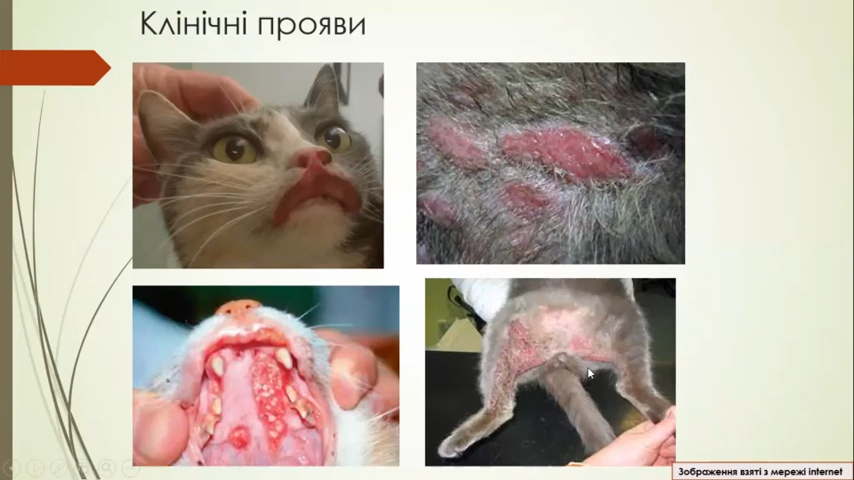 Клінічні прояви
Зображення взяті з мережі internet